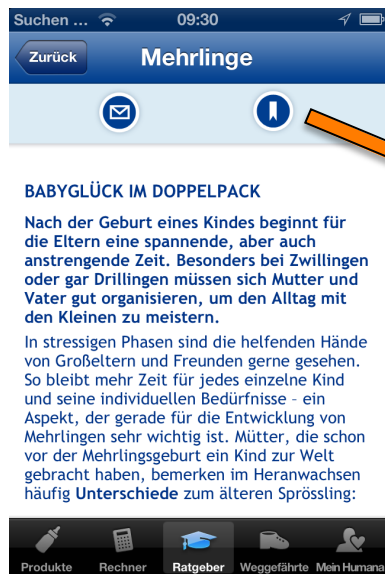 Suchen ... 09:30
Zurück Mehrlinge
BABYGLÜCK IM DOPPELPACK
Nach der Geburt eines Kindes beginnt für
die Eltern eine spannende, aber auch
anstrengende Zeit. Besonders bei Zwillingen
oder gar Drillingen müssen sich Mutter und
Vater gut organisieren, um den Alltag mit
den Kleinen zu meistern.
In stressigen Phasen sind die helfenden Hände
von Großeltern und Freunden gerne gesehen.
So bleibt mehr Zeit für jedes einzelne Kind
und seine individuellen Bedürfnisse – ein
Aspekt, der gerade für die Entwicklung von
Mehrlingen sehr wichtig ist. Mütter, die schon
vor der Mehrlingsgeburt ein Kind zur Welt
gebracht haben, bemerken im Heranwachsen
häufig Unterschiede zum älteren Sprössling:
Produkte Rechner Ratgeber Weggefährte Mein Humana